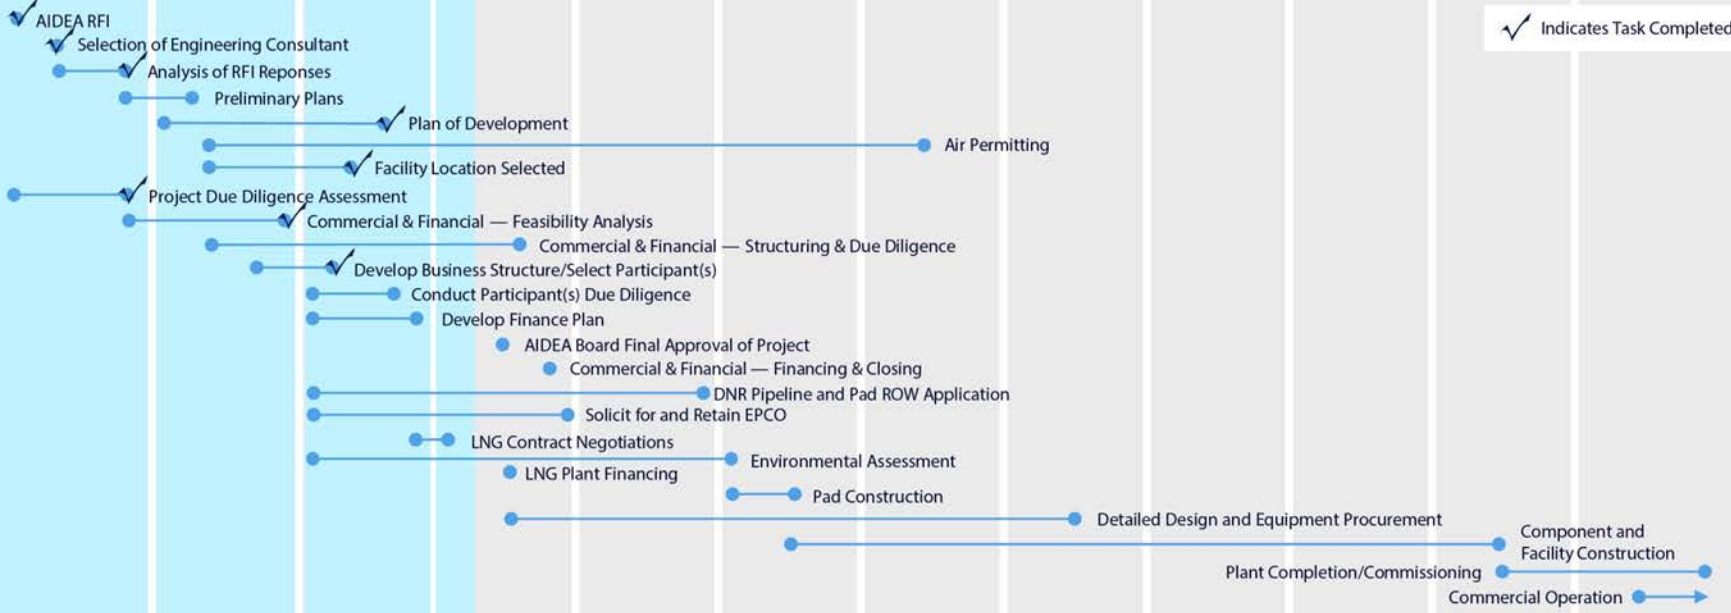 AIDEA RFI
Indicates Task Completed
Selection of Engineering Consultant
Analysis of RFI Reponses
Preliminary Plans
Plan of Development
Air Permitting
Facility Location Selected
Project Due Diligence Assessment
Commercial & Financial — Feasibility Analysis
Commercial & Financial — Structuring & Due Diligence
Develop Business Structure/Select Participant(s)
Conduct Participant(s) Due Diligence
Develop Finance Plan
AIDEA Board Final Approval of Project
Commercial & Financial — Financing & Closing
DNR Pipeline and Pad ROW Application
Solicit for and Retain EPCO
LNG Contract Negotiations
Environmental Assessment
LNG Plant Financing
Pad Construction
Detailed Design and Equipment Procurement
Component and
Facility Construction
Plant Completion/Commissioning
Commercial Operation